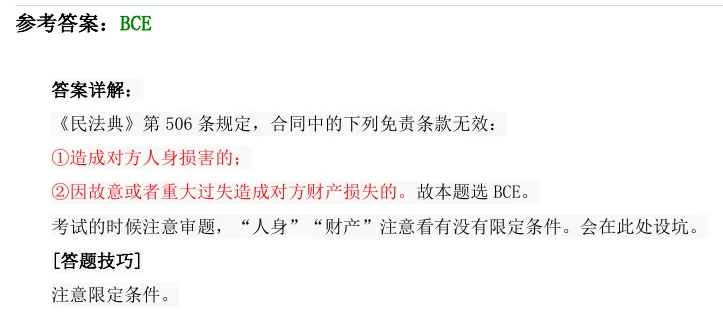 参考答案：BCE
答案详解：
《民法典》第 506 条规定，合同中的下列免责条款无效：
①造成对方人身损害的；
②因故意或者重大过失造成对方财产损失的。故本题选 BCE。
考试的时候注意审题，“人身”“财产”注意看有没有限定条件。会在此处设坑。
[答题技巧]
注意限定条件。